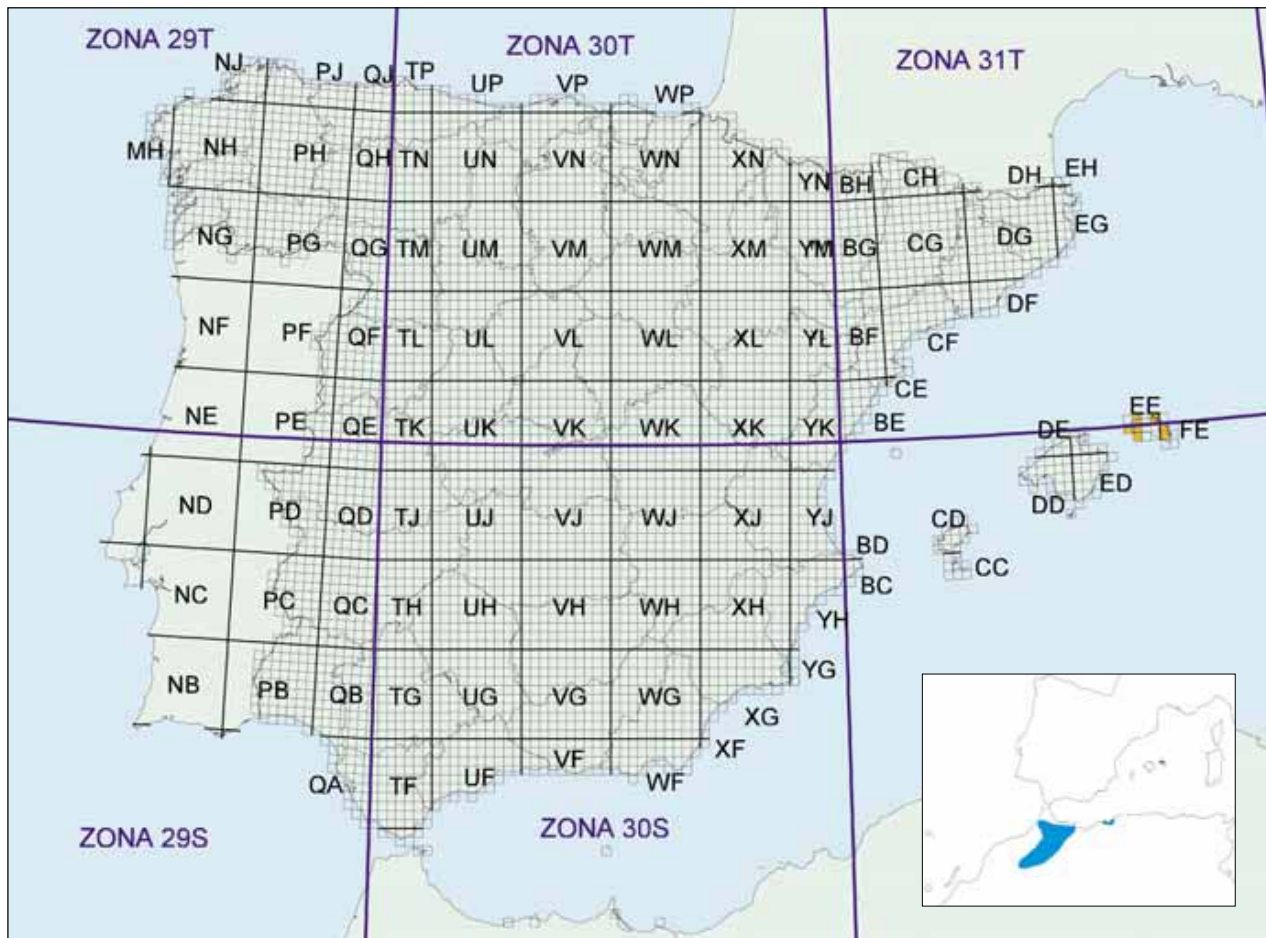 ZONA 29T
ZONA 30T
ZONA 31T
NJ PJ QJ TP UP VP WP
MH NH PH QH TN UN VN WN XN YN BH CH DH EH
NG PG QG TM UM VM WM XM YM BG CG DG EG
NF PF QF TL UL VL WL XL YL BF CF DF
NE PE QE TK UK VK WK XK YK BE CE DE EE FE
ND PD QD TJ UJ VJ WJ XJ YJ BD CD DD ED
NC PC QC TH UH VH WH XH YH BC CC
NB PB QB TG UG VG WG XG YG
QA TF UF VF WF XF
ZONA 29S
ZONA 30S